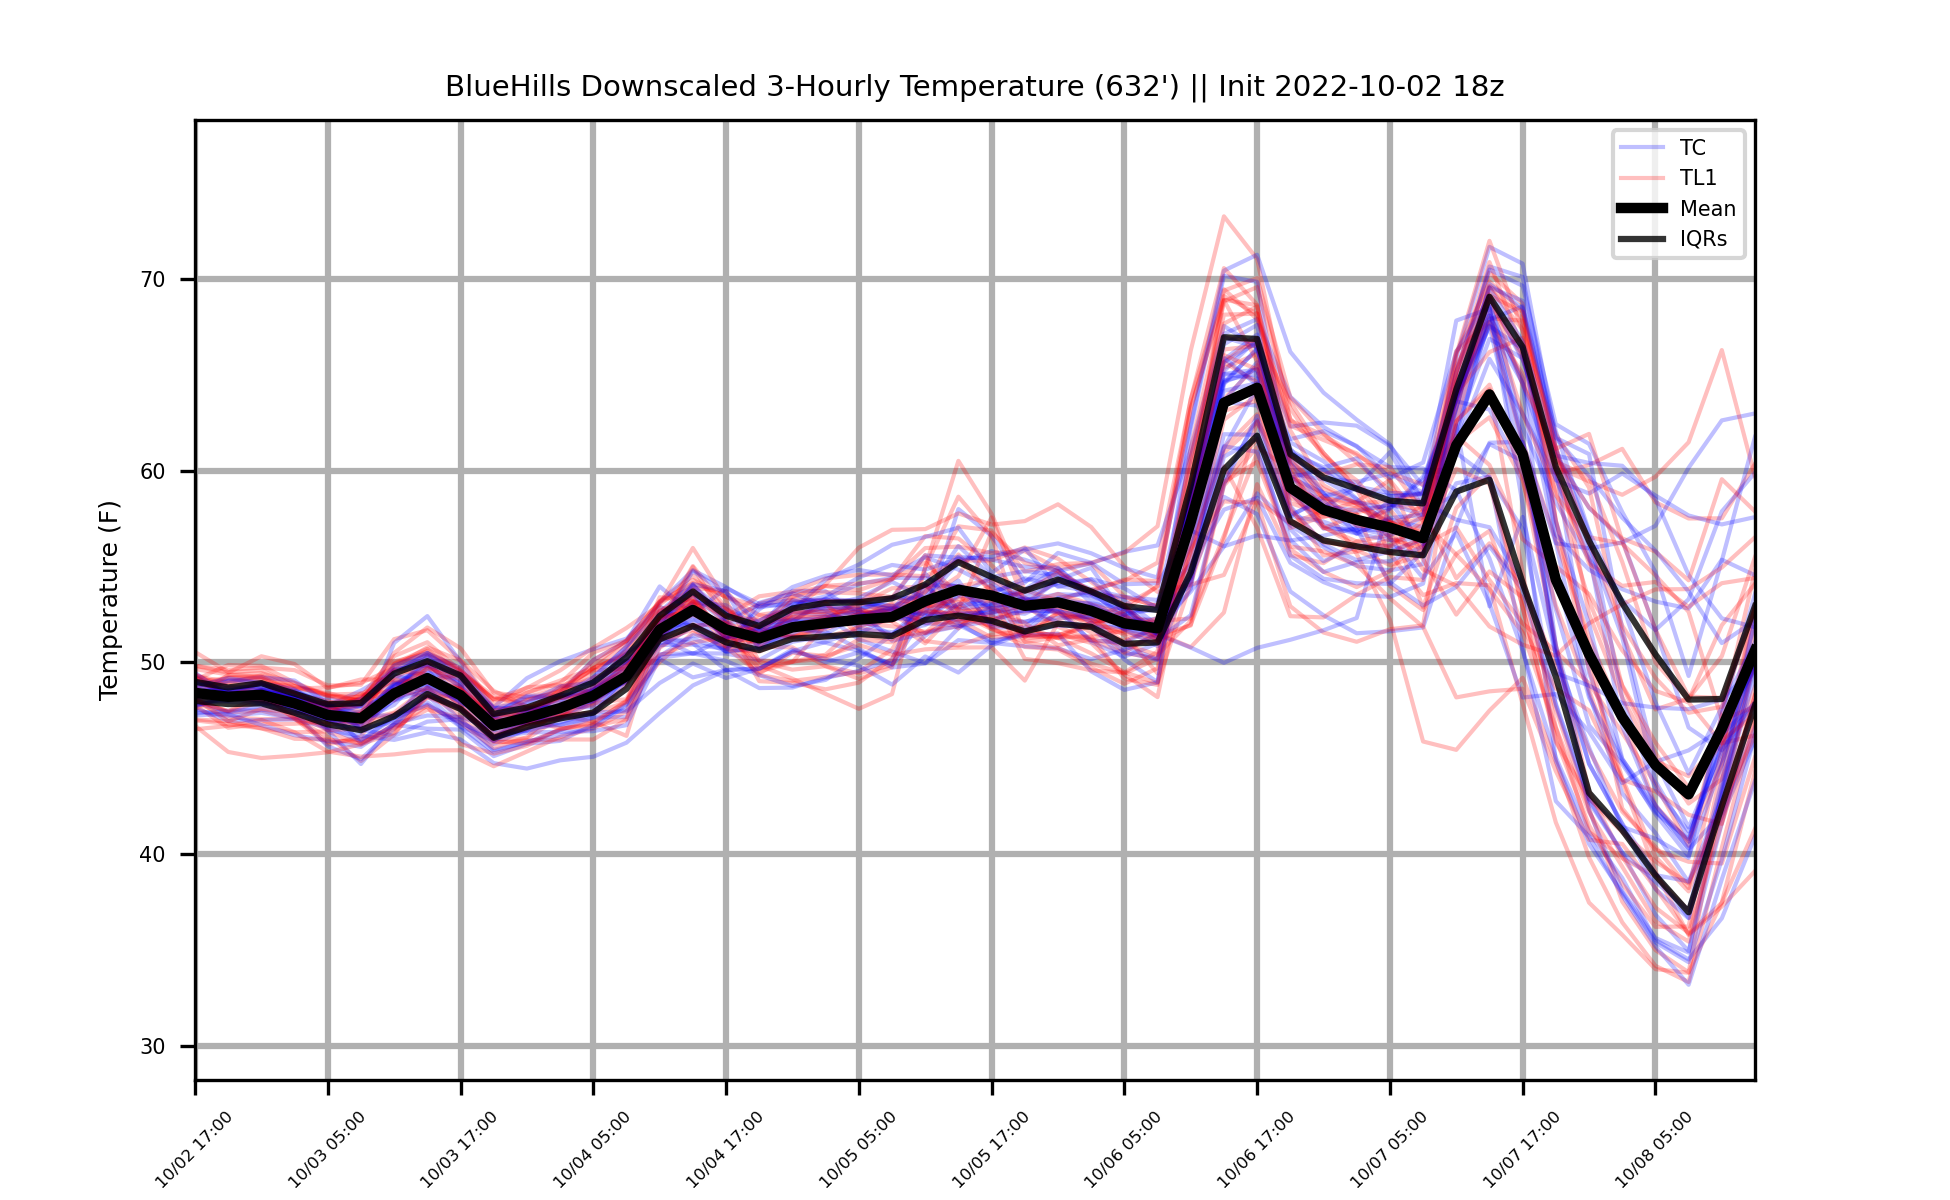 BlueHills Downscaled 3-Hourly Temperature (632') || Init 2022-10-02 18z
TC
TL1
Mean
IQRs
Temperature (F)
70
60
50
40
30
10/02 17:00
10/03 05:00
10/03 17:00
10/04 05:00
10/04 17:00
10/05 05:00
10/05 17:00
10/06 05:00
10/06 17:00
10/07 05:00
10/07 17:00
10/08 05:00